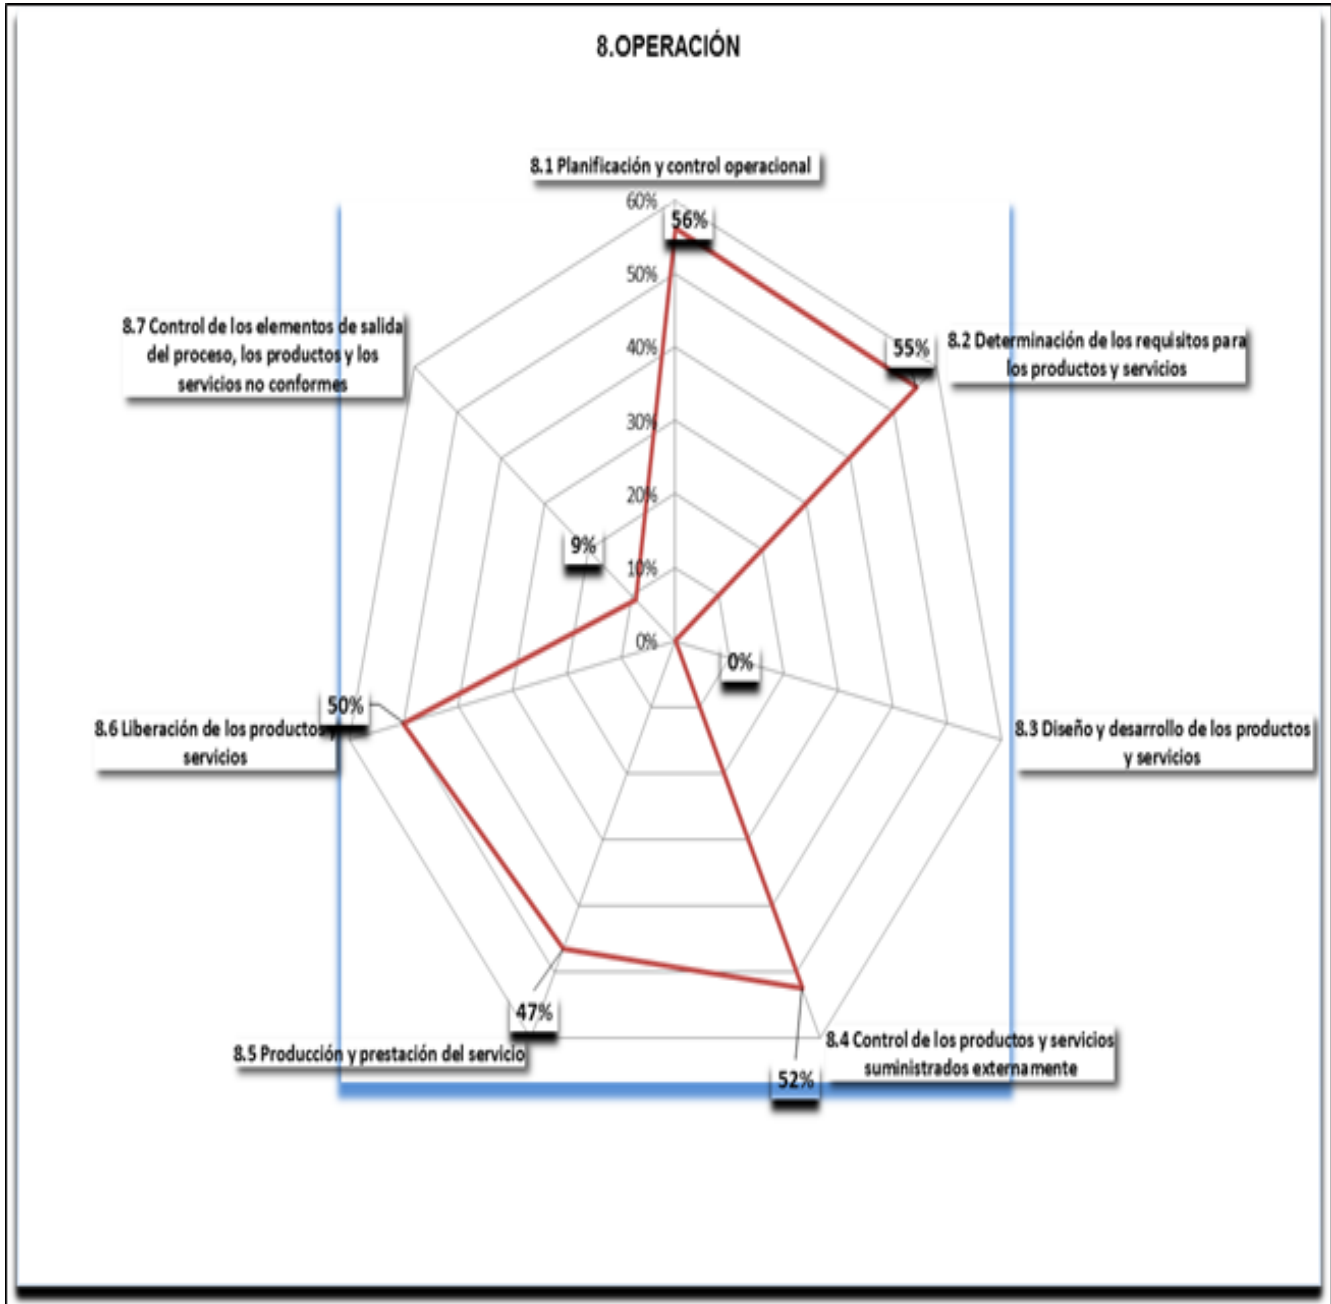 8.OPERACIÓN
8.1 Planificación y control operacional
60%
56%
50%
8.7 Control de los elementos de salida
del proceso, los productos y los
servicios no conformes
55%
8.2 Determinación de los requisitos para
los productos y servicios
40%
30%
20%
9%
10%
0%
0%
50%
8.6 Liberación de los productos y
servicios
8.3 Diseño y desarrollo de los productos
y servicios
47%
8.5 Producción y prestación del servicio
8.4 Control de los productos y servicios
suministrados externamente
52%